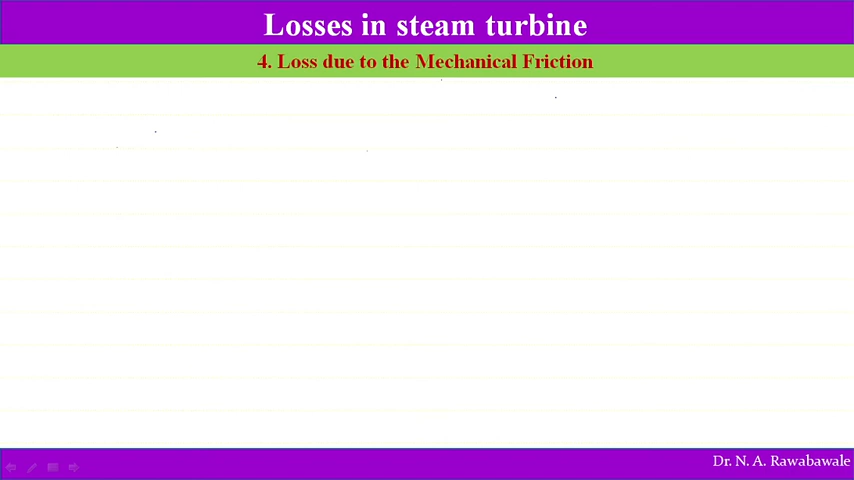 Losses in steam turbine
4. Loss due to the Mechanical Friction
Dr. N. A. Rawabawale